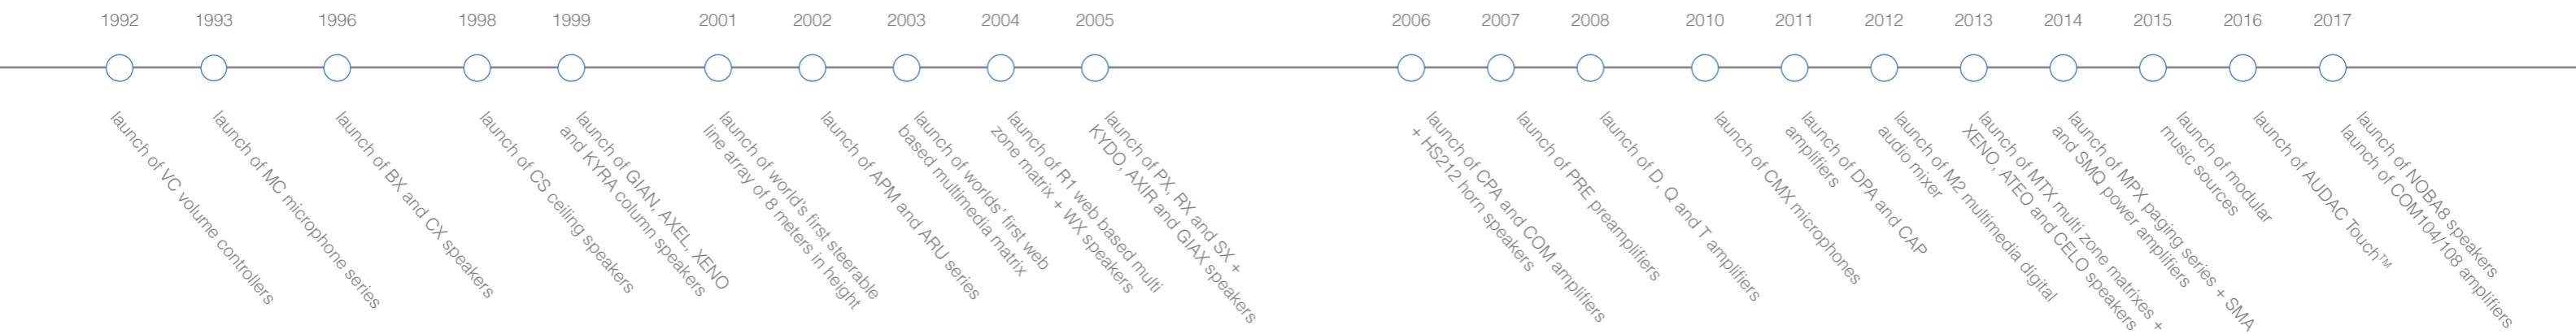 1992
1993
1996
1998
1999
2001
2002
2003
2004
2005
2006
2007
2008
2010
2011
2012
2013
2014
2015
2016
2017
launch of VC volume controllers
launch of MC microphone series
launch of BX and CX speakers
launch of CS ceiling speakers
launch of GIAN, AXEL, XENO
and KYRA column speakers
launch of world's first steerable
line array of 8 meters in height
launch of APM and ARU series
launch of worlds' first web
based multimedia matrix
launch of R1 web based multi
zone matrix + WX speakers
launch of PX, RX and SX +
KYDO, AXIR and GIAX speakers
launch of CPA and COM amplifiers
+ HS212 horn speakers
launch of PRE preamplifiers
launch of D, Q and T amplifiers
launch of CMX microphones
launch of DPA and CAP
amplifiers
launch of M2 multimedia digital
audio mixer
launch of MTX multi zone matrixes +
XENO, ATEO and CELO speakers
launch of MPX paging series + SMA
and SMQ power amplifiers
launch of modular
music sources
launch of AUDAC Touch™
launch of NOBA8 speakers
launch of COM104/108 amplifiers